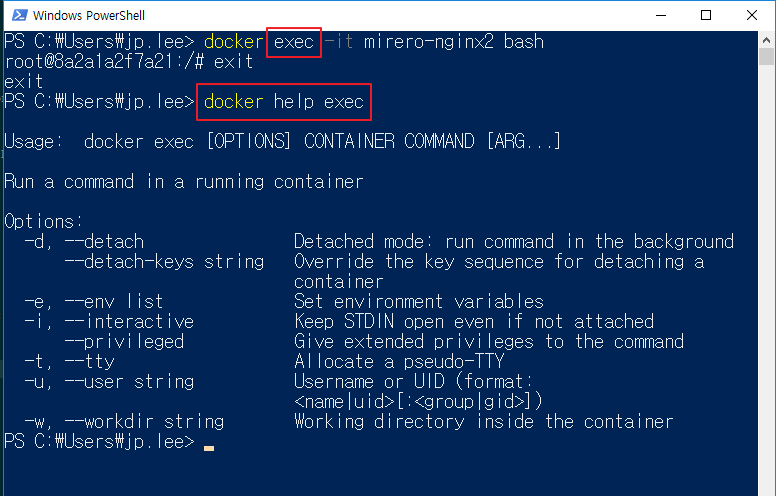 Windows PowerShell
PS C:₩Users₩jp.lee> docker exec -it mirero-nginx2 bash
root@8a2a1a2f7a21:/# exit
exit
PS C:₩Users₩jp.lee> docker help exec
Usage:  docker exec [OPTIONS] CONTAINER COMMAND [ARG...]
Run a command in a running container
Options:
  -d, --detach               Detached mode: run command in the background
      --detach-keys string   Override the key sequence for detaching a
                             container
  -e, --env list             Set environment variables
  -i, --interactive          Keep STDIN open even if not attached
      --privileged           Give extended privileges to the command
  -t, --tty                  Allocate a pseudo-TTY
  -u, --user string          Username or UID (format:
                             <name|uid>[:<group|gid>])
  -w, --workdir string       Working directory inside the container
PS C:₩Users₩jp.lee>